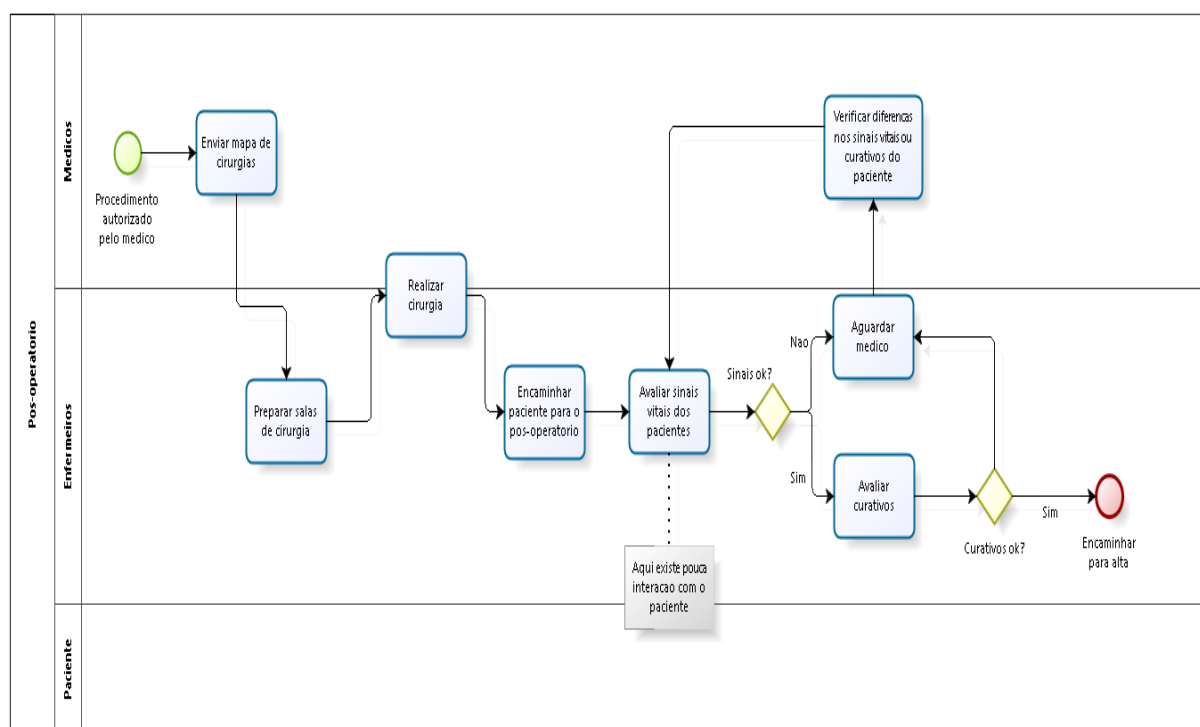 Pos-operatorio
Medicos
Enfermeiros
Paciente
Procedimento
autorizado
pelo medico
Enviar mapa de
cirurgias
Preparar salas
de cirurgia
Realizar
cirurgia
Encaminhar
paciente para o
pos-operatorio
Avaliar sinais
vitais dos
pacientes
Aqui existe pouca
interacao com o
paciente
Sinais ok?
Nao
Sim
Aguardar
medico
Verificar diferencas
nos sinais vitais ou
curativos do
paciente
Avaliar
curativos
Curativos ok?
Sim
Encaminhar
para alta